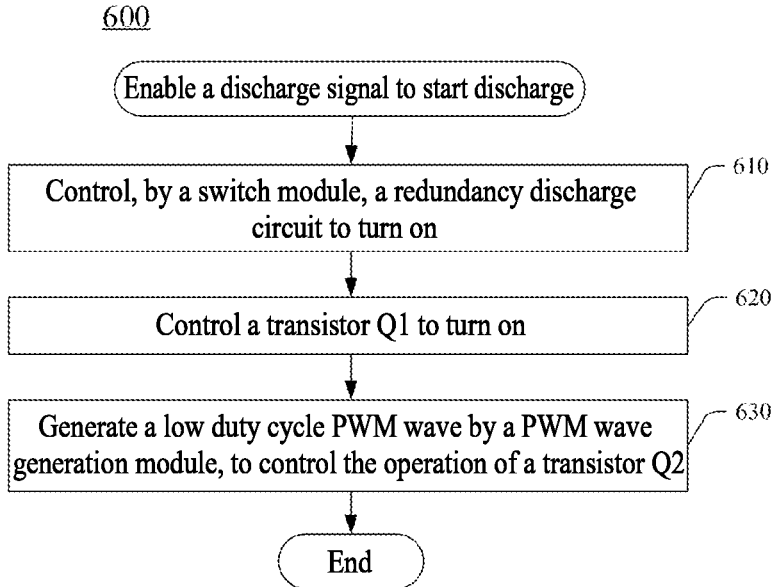 600
Enable a discharge signal to start discharge
Control, by a switch module, a redundancy discharge
circuit to turn on
610
Control a transistor Q1 to turn on
620
Generate a low duty cycle PWM wave by a PWM wave
generation module, to control the operation of a transistor Q2
630
End